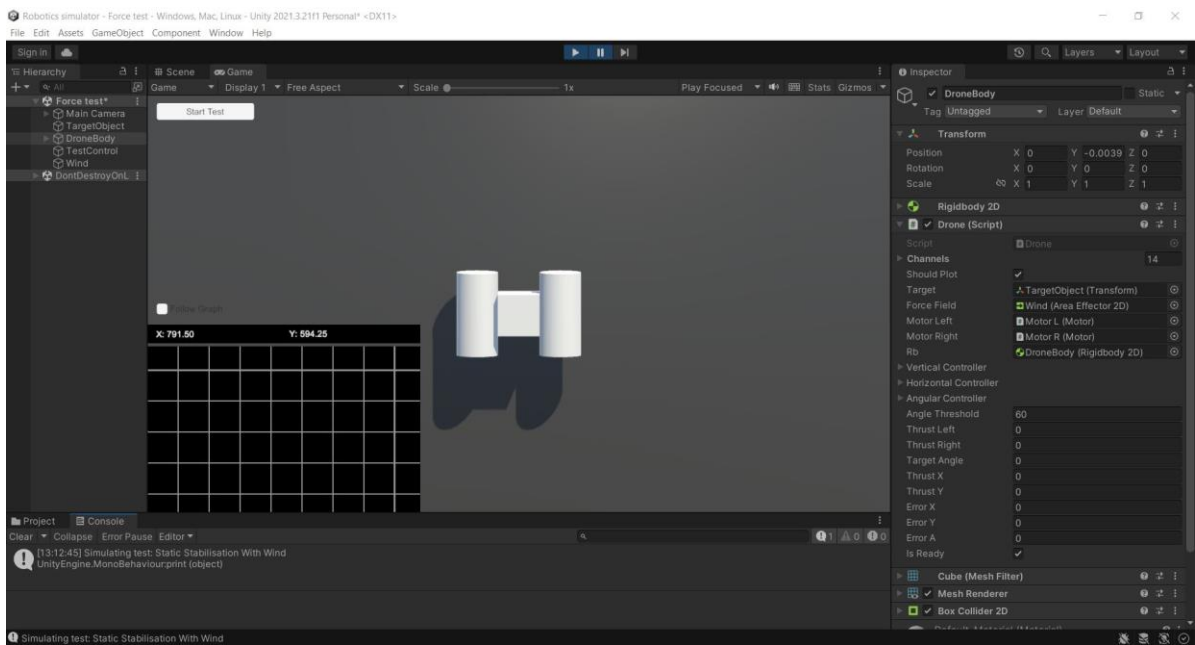 Robotics simulator - Force test - Windows, Mac, Linux - Unity 2021.3.21f1 Personal* <DX11>
File Edit Assets GameObject Component Window Help
Sign in
Layers
Layout
Hierarchy
All
Force test*
Main Camera
TargetObject
DroneBody
TestControl
Wind
DontDestroyOnL
Scene Game
Game Display 1 Free Aspect Scale 1x Play Focused Stats Gizmos
Start Test
Follow Graph
X: 791.50 Y: 594.25
Project Console
Clear Collapse Error Pause Editor 1 0 0
[13:12:45] Simulating test: Static Stabilisation With Wind
UnityEngine.MonoBehaviour:print (object)
Simulating test: Static Stabilisation With Wind
Inspector
DroneBody Static
Tag Untagged Layer Default
Transform
Position X 0 Y -0.0039 Z 0
Rotation X 0 Y 0 Z 0
Scale X 1 Y 1 Z 1
Rigidbody 2D
Drone (Script)
Script Drone
Channels 14
Should Plot
Target TargetObject (Transform)
Force Field Wind (Area Effector 2D)
Motor Left Motor L (Motor)
Motor Right Motor R (Motor)
Rb DroneBody (Rigidbody 2D)
Vertical Controller
Horizontal Controller
Angular Controller
Angle Threshold 60
Thrust Left 0
Thrust Right 0
Target Angle 0
Thrust X 0
Thrust Y 0
Error X 0
Error Y 0
Error A 0
Is Ready
Cube (Mesh Filter)
Mesh Renderer
Box Collider 2D
Default-Material (Material)